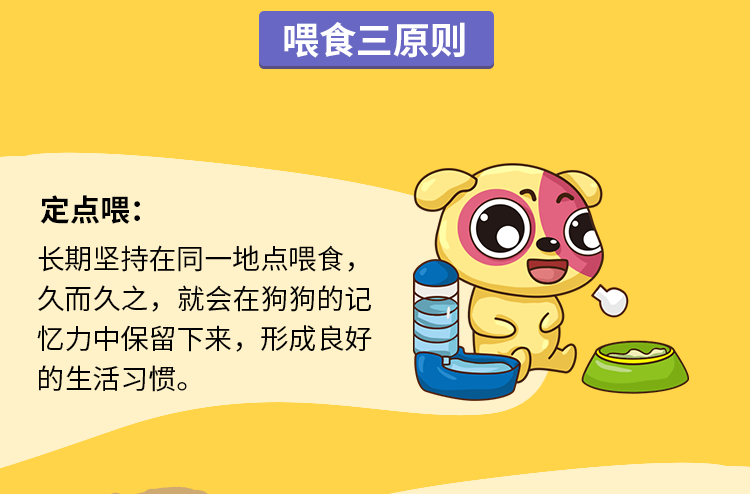 喂食三原则
定点喂：
长期坚持在同一地点喂食，
久而久之，就会在狗狗的记
忆力中保留下来，形成良好
的生活习惯。